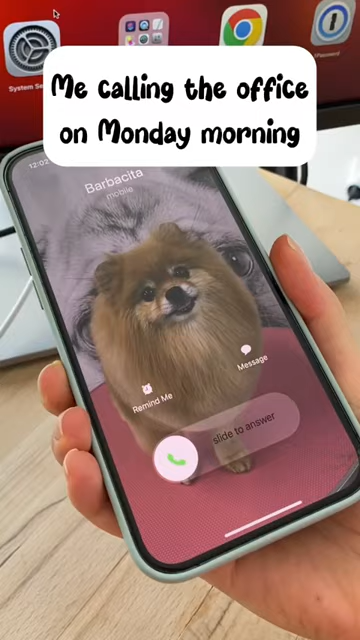 System Se
1Password
Me calling the office
on Monday morning
12:02
Barbacita
mobile
Remind Me
Message
slide to answer